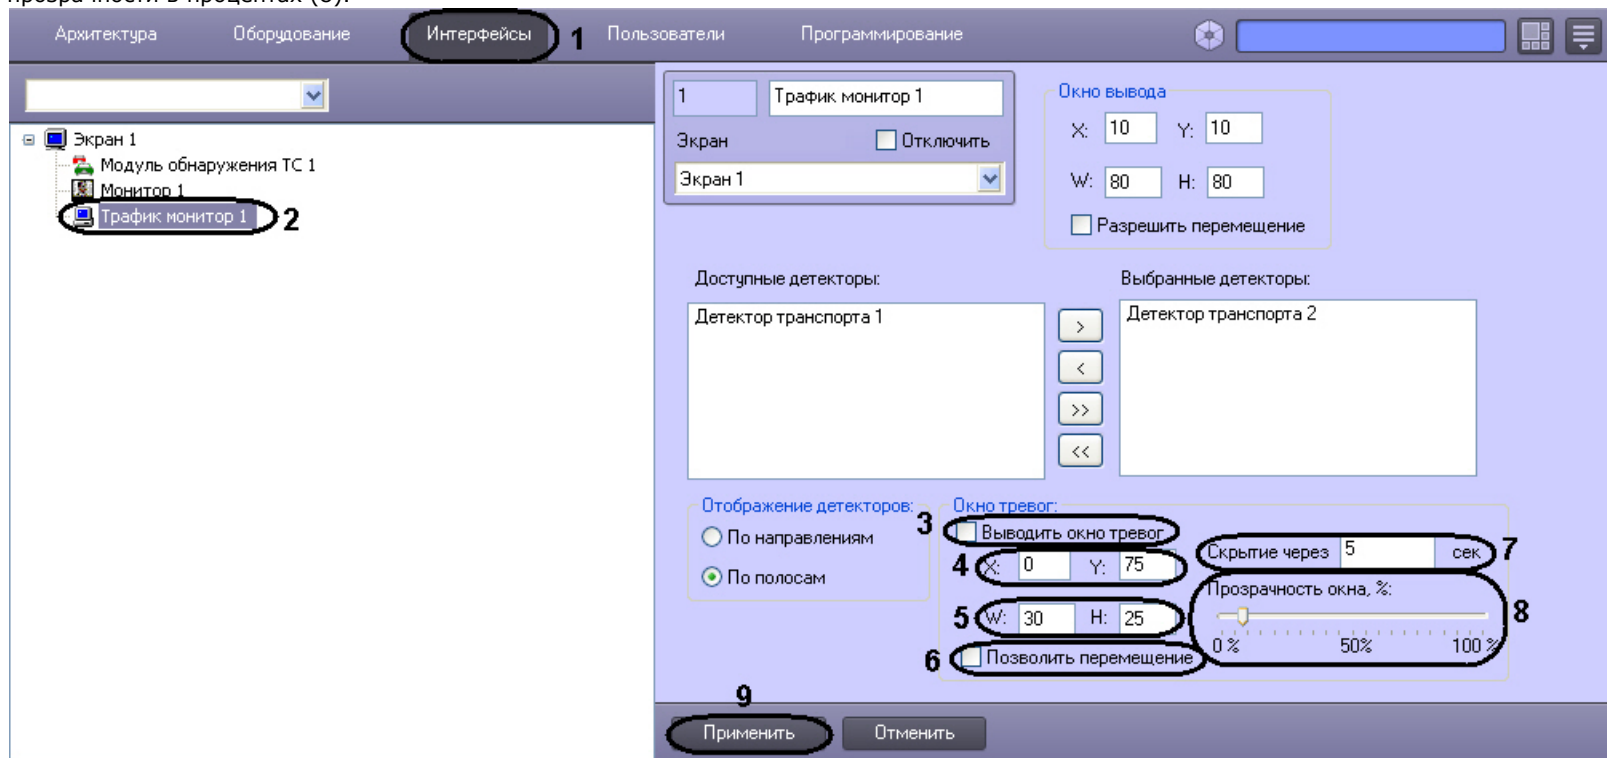 прозрачности в процентах (8).
Архитектура Оборудование Интерфейсы 1 Пользователи Программирование
1 Трафик монитор 1
Экран Отключить
Экран 1
Окно вывода
X: 10 Y: 10
W: 80 H: 80
Разрешить перемещение
Экран 1
Модуль обнаружения ТС 1
Монитор 1
Трафик монитор 1 2
Доступные детекторы: Выбранные детекторы:
Детектор транспорта 1 Детектор транспорта 2
>
<
>>
<<
Отображение детекторов:
По направлениям
По полосам
Окно тревог:
3 Выводить окно тревог
4 X: 0 Y: 75
5 W: 30 H: 25
6 Позволить перемещение
Скрытие через 5 сек 7
Прозрачность окна, %:
8
0 % 50% 100 %
9
Применить Отменить